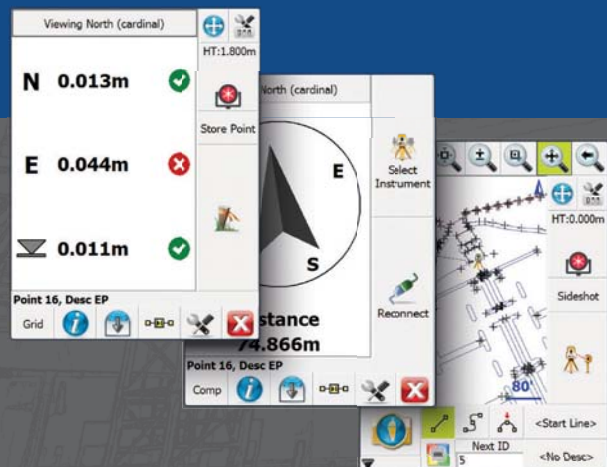 Viewing North (cardinal)
HT:1.800m
N 0.013m
Store Point
E 0.044m
0.011m
Point 16, Desc EP
Grid
North (cardinal)
E
S
Select
Instrument
Reconnect
74.866m
Point 16, Desc EP
Comp
HT:0.000m
Sideshot
80'
<Start Line>
Next ID
5
<No Desc>